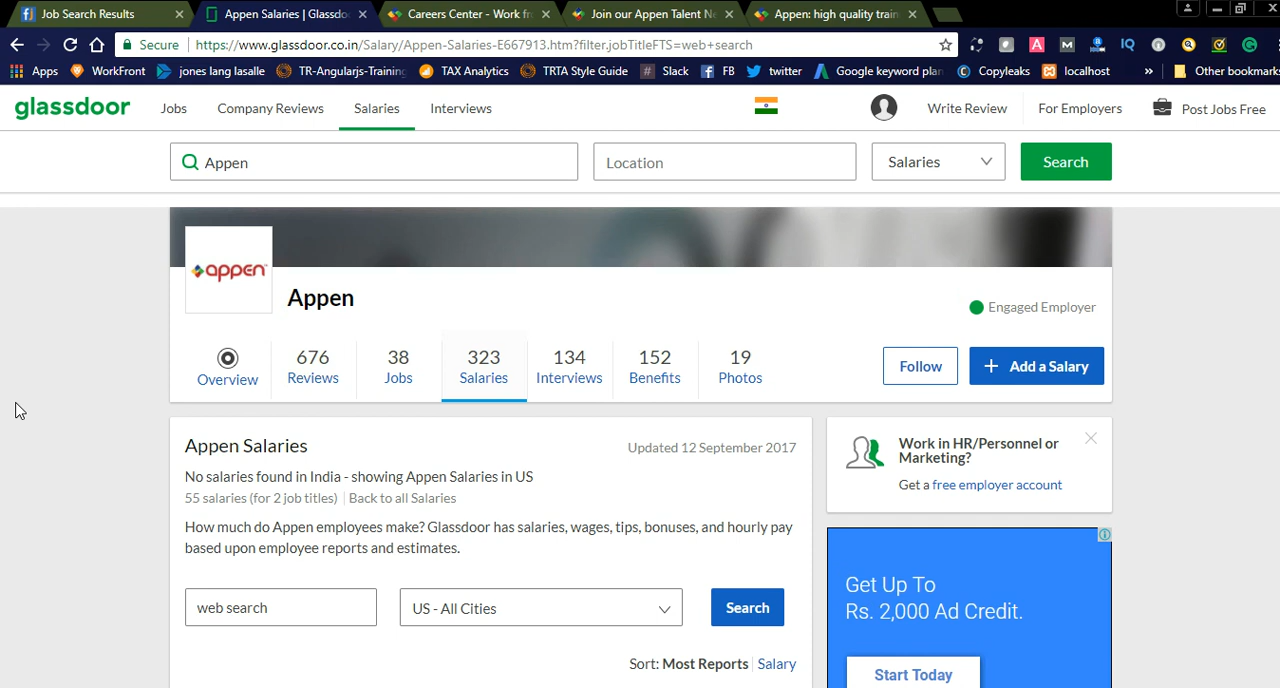 Job Search Results
Appen Salaries | Glassdo
Careers Center - Work fr
Join our Appen Talent Ne
Appen: high quality train
Secure
https://www.glassdoor.co.in/Salary/Appen-Salaries-E667913.htm?filter.jobTitleFTS=web+search
Apps WorkFront jones lang lasalle TR-Angularjs-Training TAX Analytics TRTA Style Guide Slack FB twitter Google keyword plan Copyleaks localhost » Other bookmarks
glassdoor Jobs Company Reviews Salaries Interviews Write Review For Employers Post Jobs Free
Appen Location Salaries Search
appen
Appen
Engaged Employer
676 38 323 134 152 19
Overview Reviews Jobs Salaries Interviews Benefits Photos
Follow + Add a Salary
Appen Salaries Updated 12 September 2017
No salaries found in India - showing Appen Salaries in US
55 salaries (for 2 job titles) | Back to all Salaries
How much do Appen employees make? Glassdoor has salaries, wages, tips, bonuses, and hourly pay
based upon employee reports and estimates.
web search US - All Cities Search
Sort: Most Reports | Salary
Work in HR/Personnel or
Marketing?
Get a free employer account
Get Up To
Rs. 2,000 Ad Credit.
Start Today